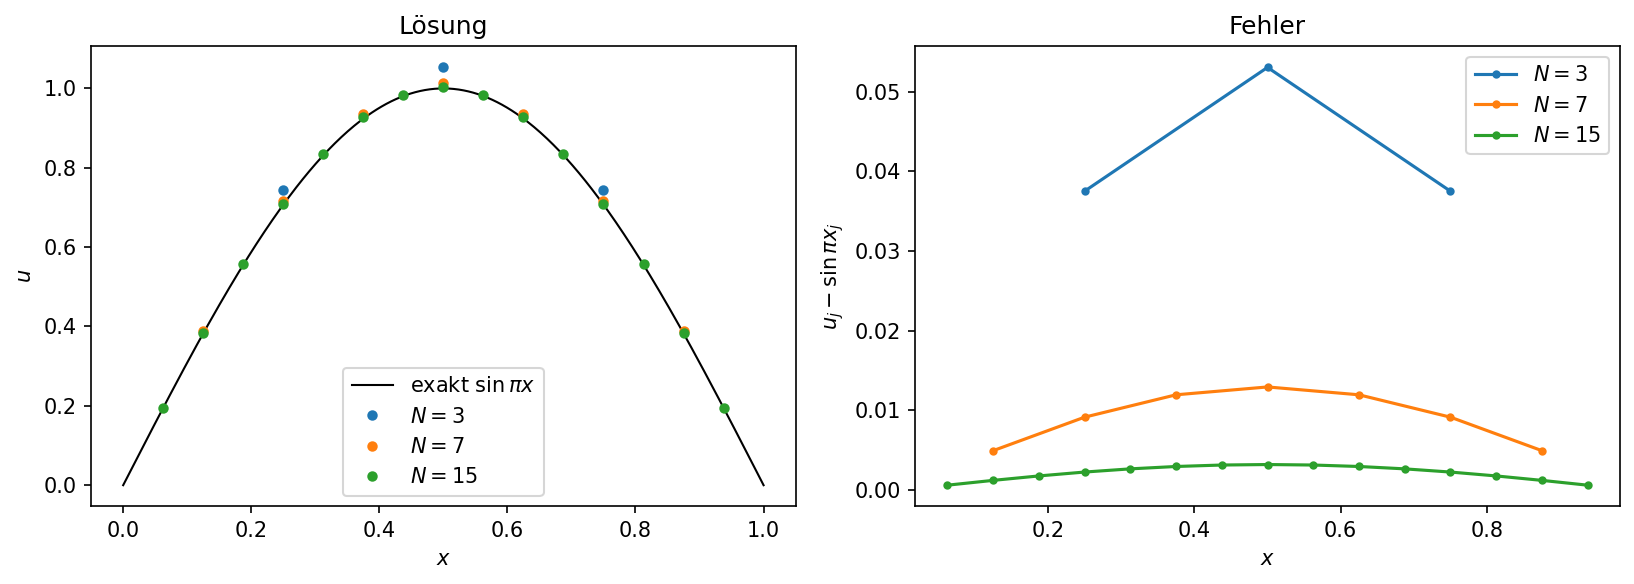 Lösung
u
1.0
0.8
0.6
0.4
0.2
0.0
exakt sin πx
N = 3
N = 7
N = 15
0.0 0.2 0.4 0.6 0.8 1.0
x
Fehler
u_j − sin πx_j
0.05
0.04
0.03
0.02
0.01
0.00
N = 3
N = 7
N = 15
0.2 0.4 0.6 0.8
x